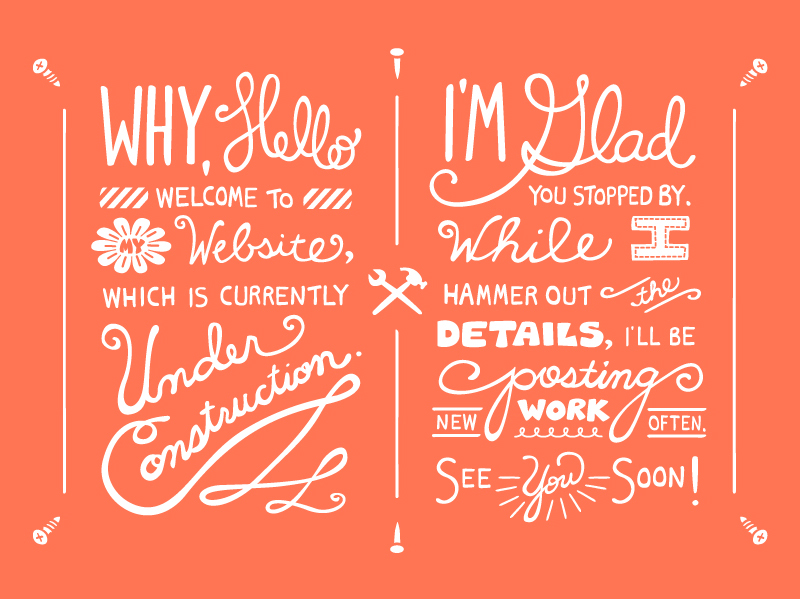 WHY, Hello
WELCOME TO
MY Website,
WHICH IS CURRENTLY
Under
Construction.
I'M Glad
YOU STOPPED BY.
While I
HAMMER OUT the
DETAILS, I'LL BE
posting
NEW WORK OFTEN.
SEE You SOON!